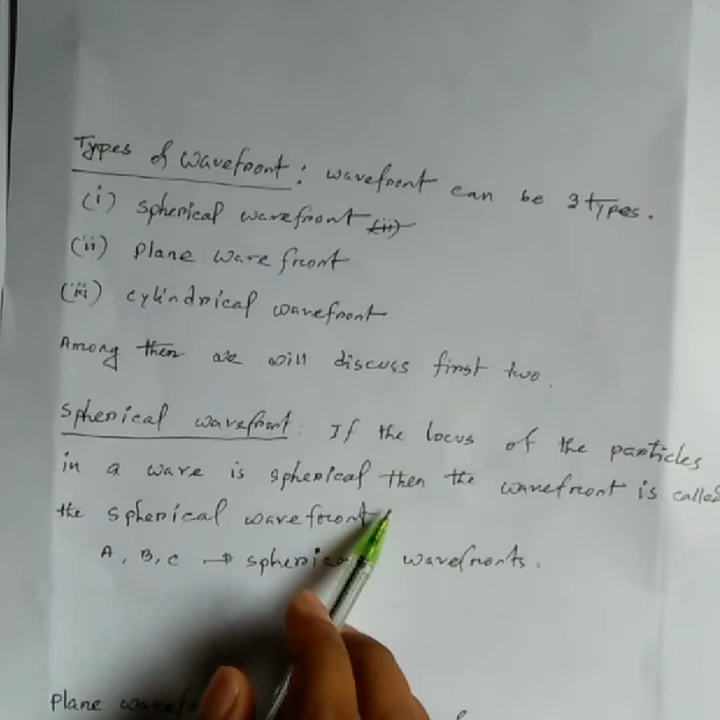 Types of wavefront: wavefront can be 3 types.
(i) spherical wavefront (ii)
(ii) plane wave front
(iii) cylindrical wavefront
Among them we will discuss first two.
Spherical wavefront: If the locus of the particles
in a wave is spherical then the wavefront is called
the spherical wavefront.
A, B, C → spherical wavefronts.
Plane